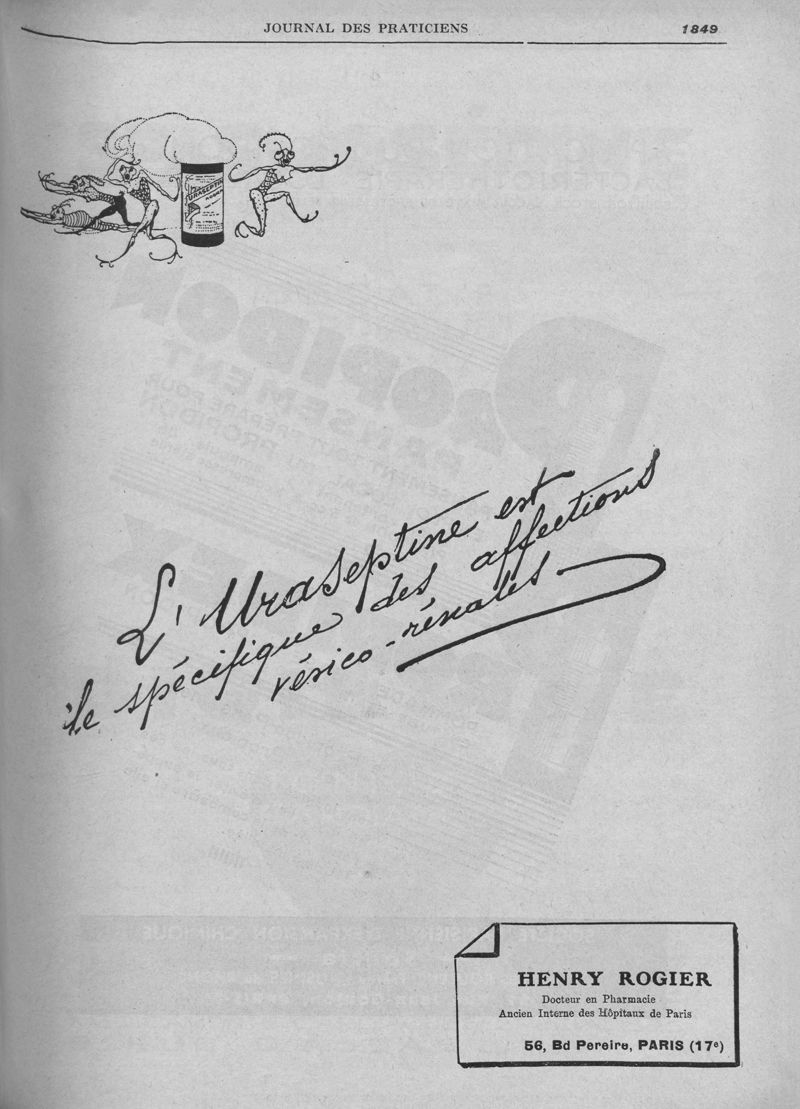 JOURNAL DES PRATICIENS
1849
URASEPTINE
L'Uraseptine est
le spécifique des affections
vésico-rénales
HENRY ROGIER
Docteur en Pharmacie
Ancien Interne des Hôpitaux de Paris
56, Bd Pereire, PARIS (17e)